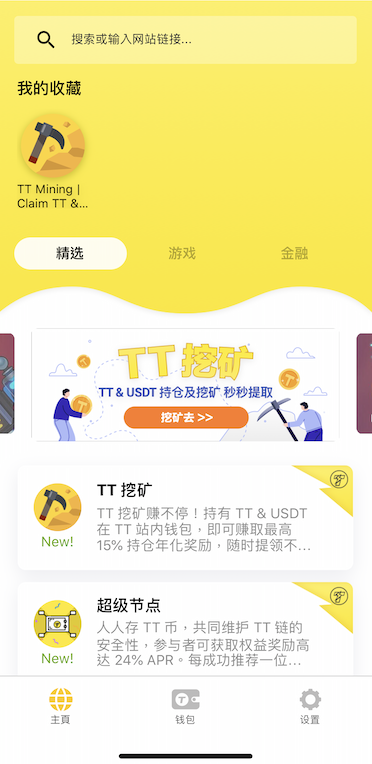 搜索或输入网站链接...
我的收藏
TT Mining |
Claim TT &...
精选
游戏
金融
TT 挖矿
TT & USDT 持仓及挖矿 秒秒提取
挖矿去 >>
TT 挖矿
TT 挖矿赚不停！持有 TT & USDT
在 TT 站内钱包，即可赚取最高
15% 持仓年化奖励，随时提领不...
New!
超级节点
人人存 TT 币，共同维护 TT 链的
安全性，参与者可获取权益奖励高
达 24% APR。每成功推荐一位...
New!
主頁
钱包
设置